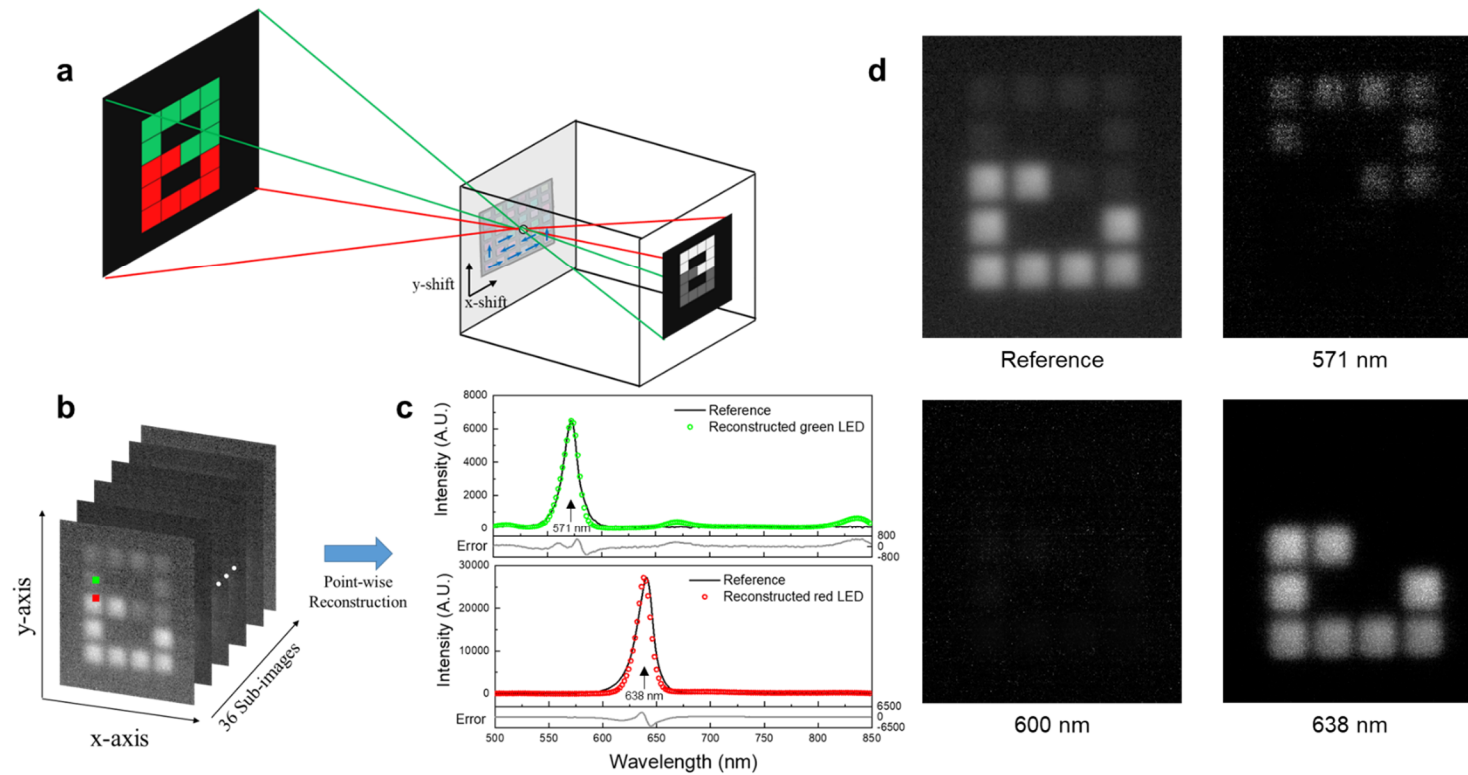 a
y-shift
x-shift
b
y-axis
x-axis
36 Sub-images
Point-wise
Reconstruction
c
8000
6000
4000
2000
0
Intensity (A.U.)
Reference
Reconstructed green LED
571 nm
Error
800
0
-800
30000
20000
10000
0
Intensity (A.U.)
Reference
Reconstructed red LED
638 nm
Error
6500
0
-6500
500 550 600 650 700 750 800 850
Wavelength (nm)
d
Reference
571 nm
600 nm
638 nm